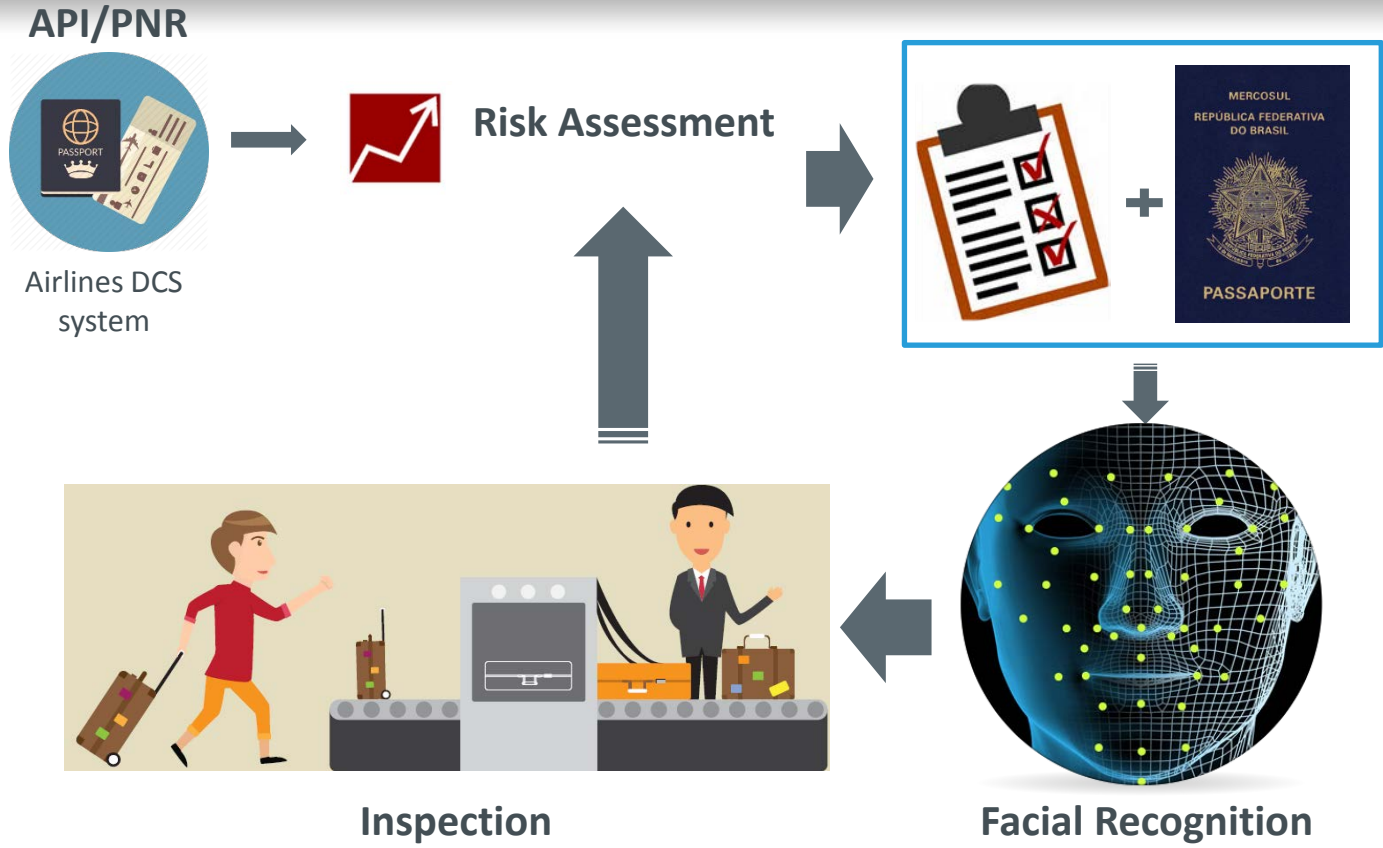 API/PNR
PASSPORT
Airlines DCS
system
Risk Assessment
MERCOSUL
REPÚBLICA FEDERATIVA
DO BRASIL
PASSAPORTE
Inspection
Facial Recognition